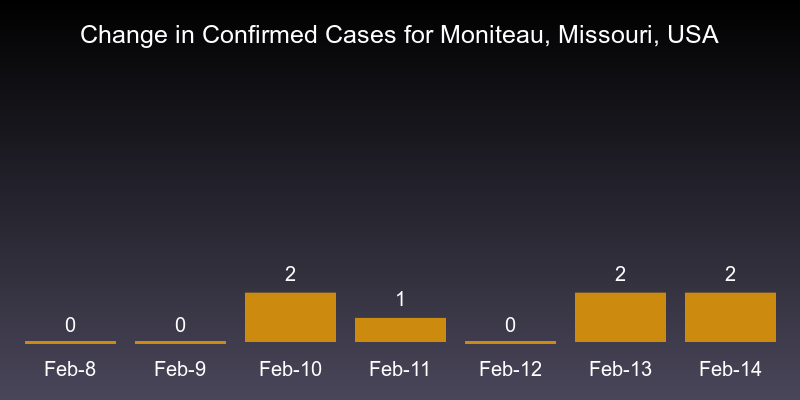 Change in Confirmed Cases for Moniteau, Missouri, USA
0 0 2 1 0 2 2
Feb-8 Feb-9 Feb-10 Feb-11 Feb-12 Feb-13 Feb-14